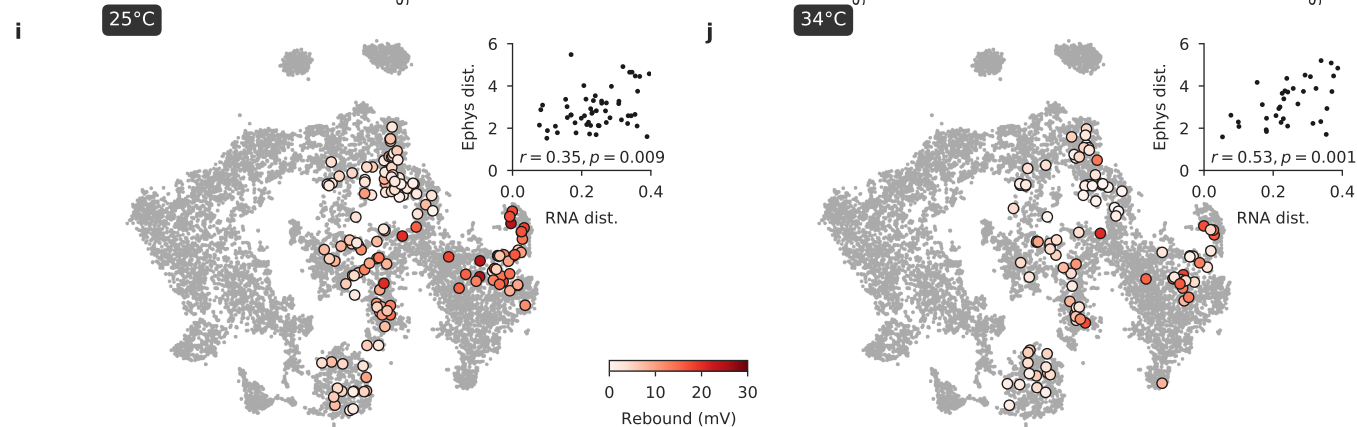 i
25°C
6
4
2
0
Ephys dist.
r = 0.35, p = 0.009
0.0 0.2 0.4
RNA dist.
0 10 20 30
Rebound (mV)
j
34°C
6
4
2
0
Ephys dist.
r = 0.53, p = 0.001
0.0 0.2 0.4
RNA dist.